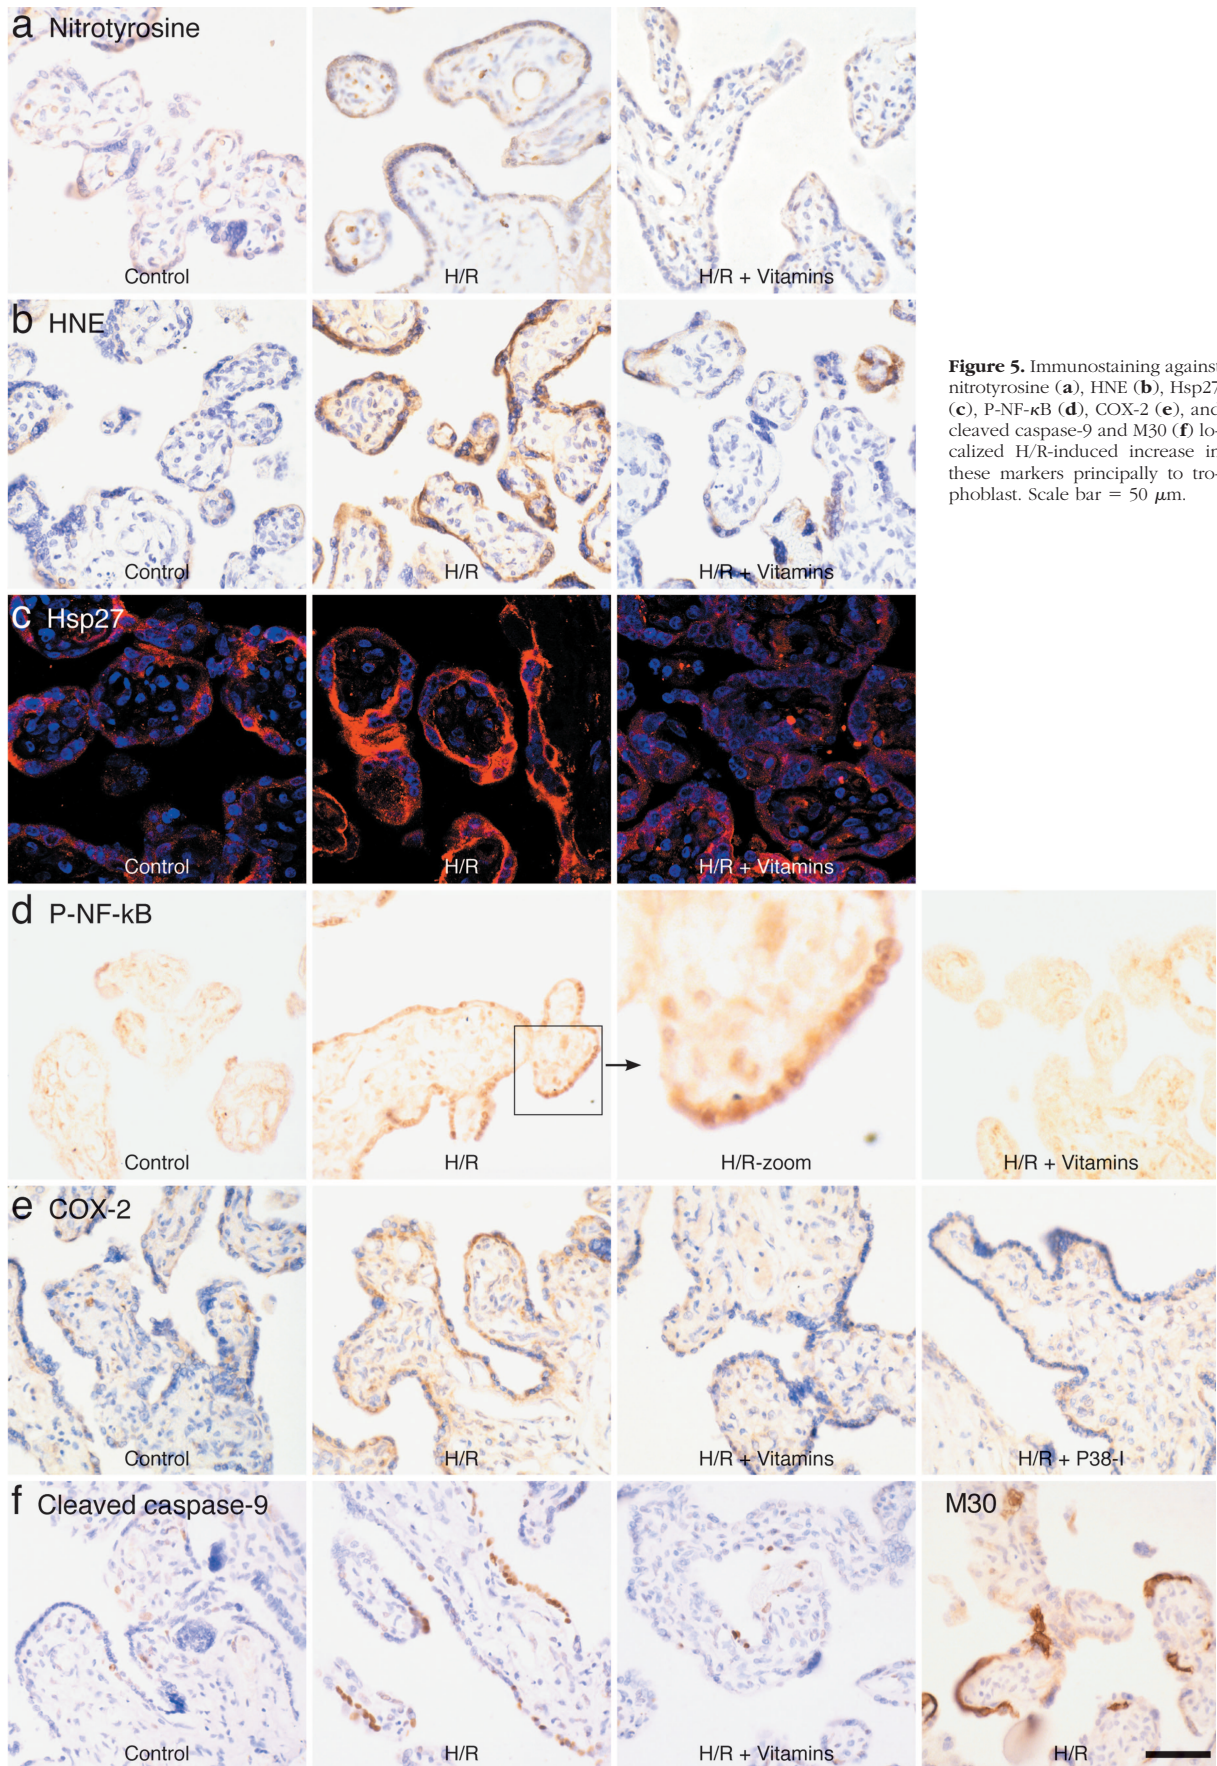 a Nitrotyrosine
Control
H/R
H/R + Vitamins
b HNE
Control
H/R
H/R + Vitamins
Figure 5. Immunostaining against
nitrotyrosine (a), HNE (b), Hsp27
(c), P-NF-κB (d), COX-2 (e), and
cleaved caspase-9 and M30 (f) lo-
calized H/R-induced increase in
these markers principally to tro-
phoblast. Scale bar = 50 μm.
c Hsp27
Control
H/R
H/R + Vitamins
d P-NF-kB
Control
H/R
H/R-zoom
H/R + Vitamins
e COX-2
Control
H/R
H/R + Vitamins
H/R + P38-I
f Cleaved caspase-9
M30
Control
H/R
H/R + Vitamins
H/R